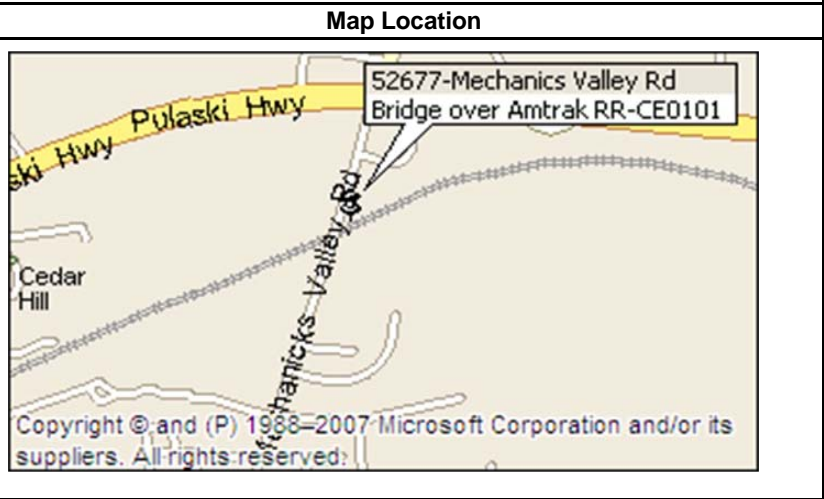 Map Location
52677-Mechanics Valley Rd
Bridge over Amtrak RR-CE0101
Pulaski Hwy
ski Hwy
Rd
Valley
Cedar
Hill
hanicks
Copyright © and (P) 1988–2007 Microsoft Corporation and/or its
suppliers. All rights reserved.